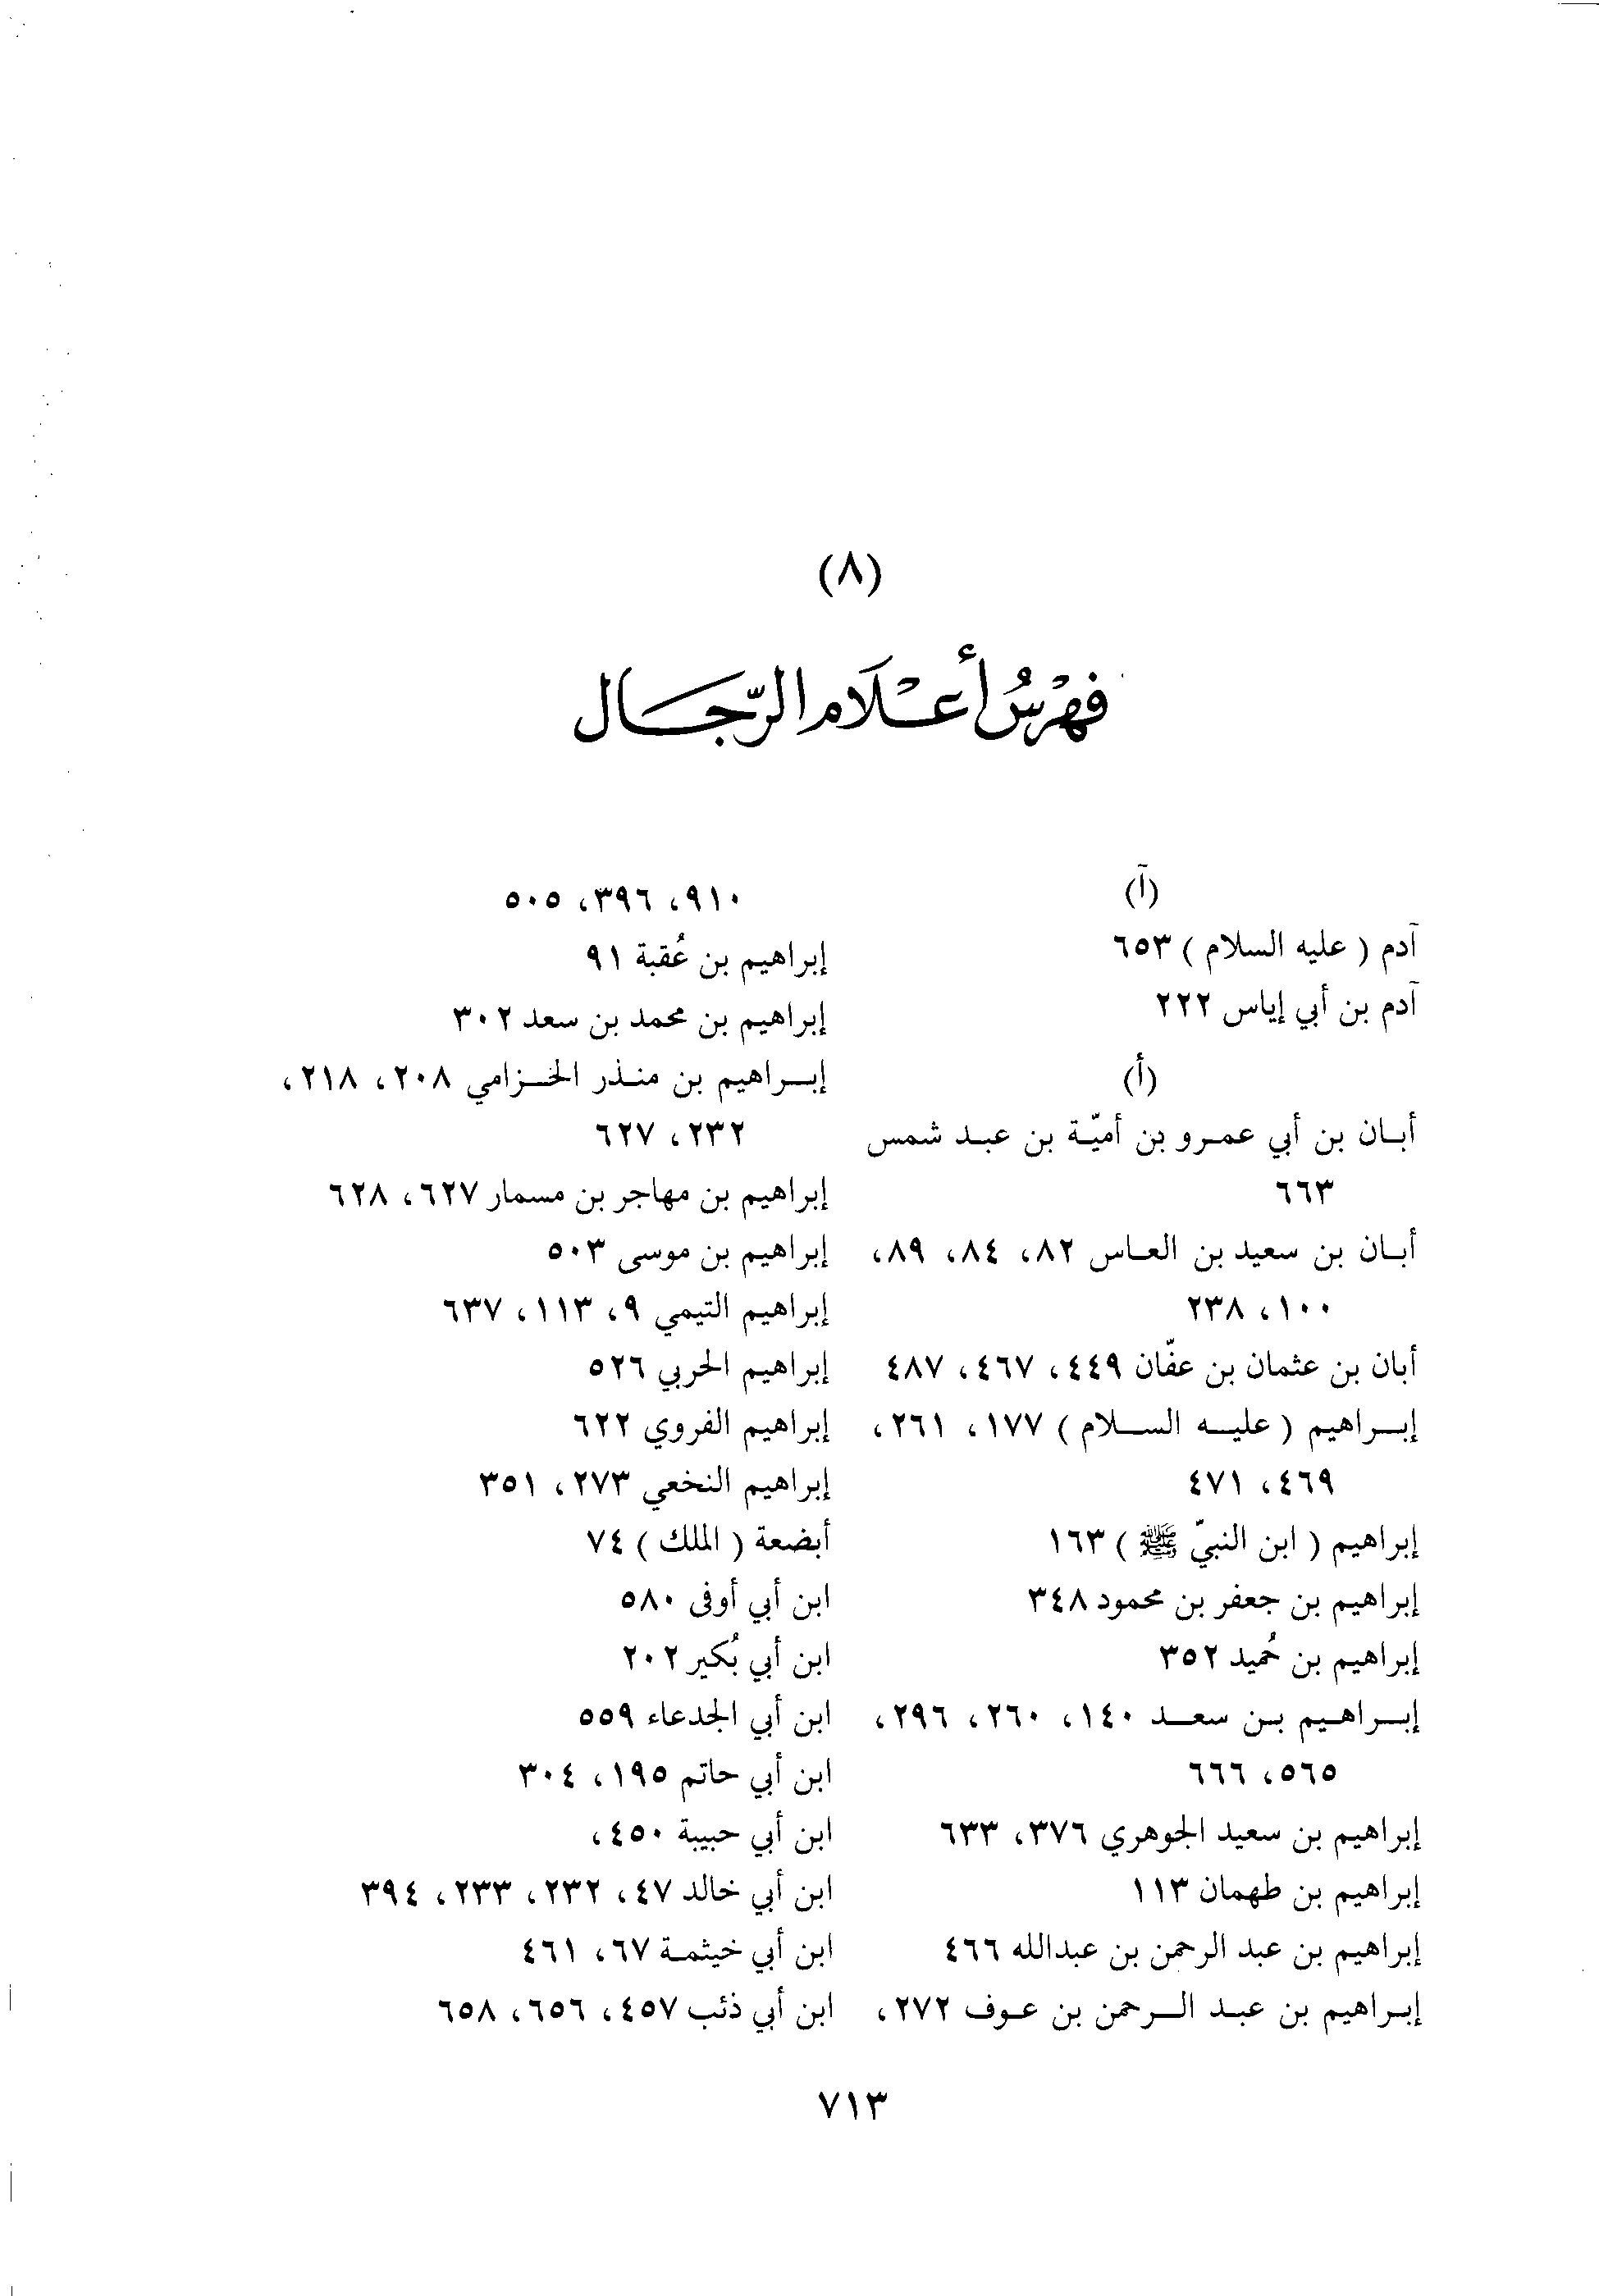 (٨)
فِهْرِسُ أَعْلَام الرِّجَال
(آ)
آدم ( عليه السلام ) ٦٥٣
آدم بن أبي إياس ٢٢٢
(أ)
أبان بن أبي عمرو بن أميّة بن عبد شمس
٦٦٣
أبان بن سعيد بن العاس ٨٢، ٨٤، ٨٩،
١٠٠، ٢٣٨
أبان بن عثمان بن عفّان ٤٤٩، ٤٦٧، ٤٨٧
إبراهيم ( عليه السلام ) ١٧٧، ٢٦١،
٤٦٩، ٤٧١
إبراهيم ( ابن النبيّ ﷺ ) ١٦٣
إبراهيم بن جعفر بن محمود ٣٤٨
إبراهيم بن حُميد ٣٥٢
إبراهيم بن سعد ١٤٠، ٢٦٠، ٢٩٦،
٥٦٥، ٦٦٦
إبراهيم بن سعيد الجوهري ٣٧٦، ٦٣٣
إبراهيم بن طهمان ١١٣
إبراهيم بن عبد الرحمن بن عبدالله ٤٦٦
إبراهيم بن عبد الرحمن بن عوف ٢٧٢،
٩١٠، ٣٩٦، ٥٠٥
إبراهيم بن عُقبة ٩١
إبراهيم بن محمد بن سعد ٣٠٢
إبراهيم بن منذر الخزامي ٢٠٨، ٢١٨،
٢٣٢، ٦٢٧
إبراهيم بن مهاجر بن مسمار ٦٢٧، ٦٢٨
إبراهيم بن موسى ٥٠٣
إبراهيم التيمي ٩، ١١٣، ٦٣٧
إبراهيم الحربي ٥٢٦
إبراهيم الفروي ٦٢٢
إبراهيم النخعي ٢٧٣، ٣٥١
أبضعة ( الملك ) ٧٤
ابن أبي أوفى ٥٨٠
ابن أبي بُكير ٢٠٢
ابن أبي الجدعاء ٥٥٩
ابن أبي حاتم ١٩٥، ٣٠٤
ابن أبي حبيبة ٤٥٠،
ابن أبي خالد ٤٧، ٢٣٢، ٢٣٣، ٣٩٤
ابن أبي خيثمة ٦٧، ٤٦١
ابن أبي ذئب ٤٥٧، ٦٥٦، ٦٥٨
٧١٣